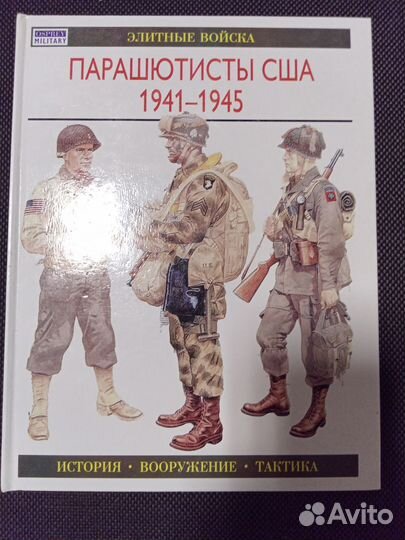 OSPREY
MILITARY
ЭЛИТНЫЕ ВОЙСКА
ПАРАШЮТИСТЫ США
1941–1945
ИСТОРИЯ • ВООРУЖЕНИЕ • ТАКТИКА
Avito